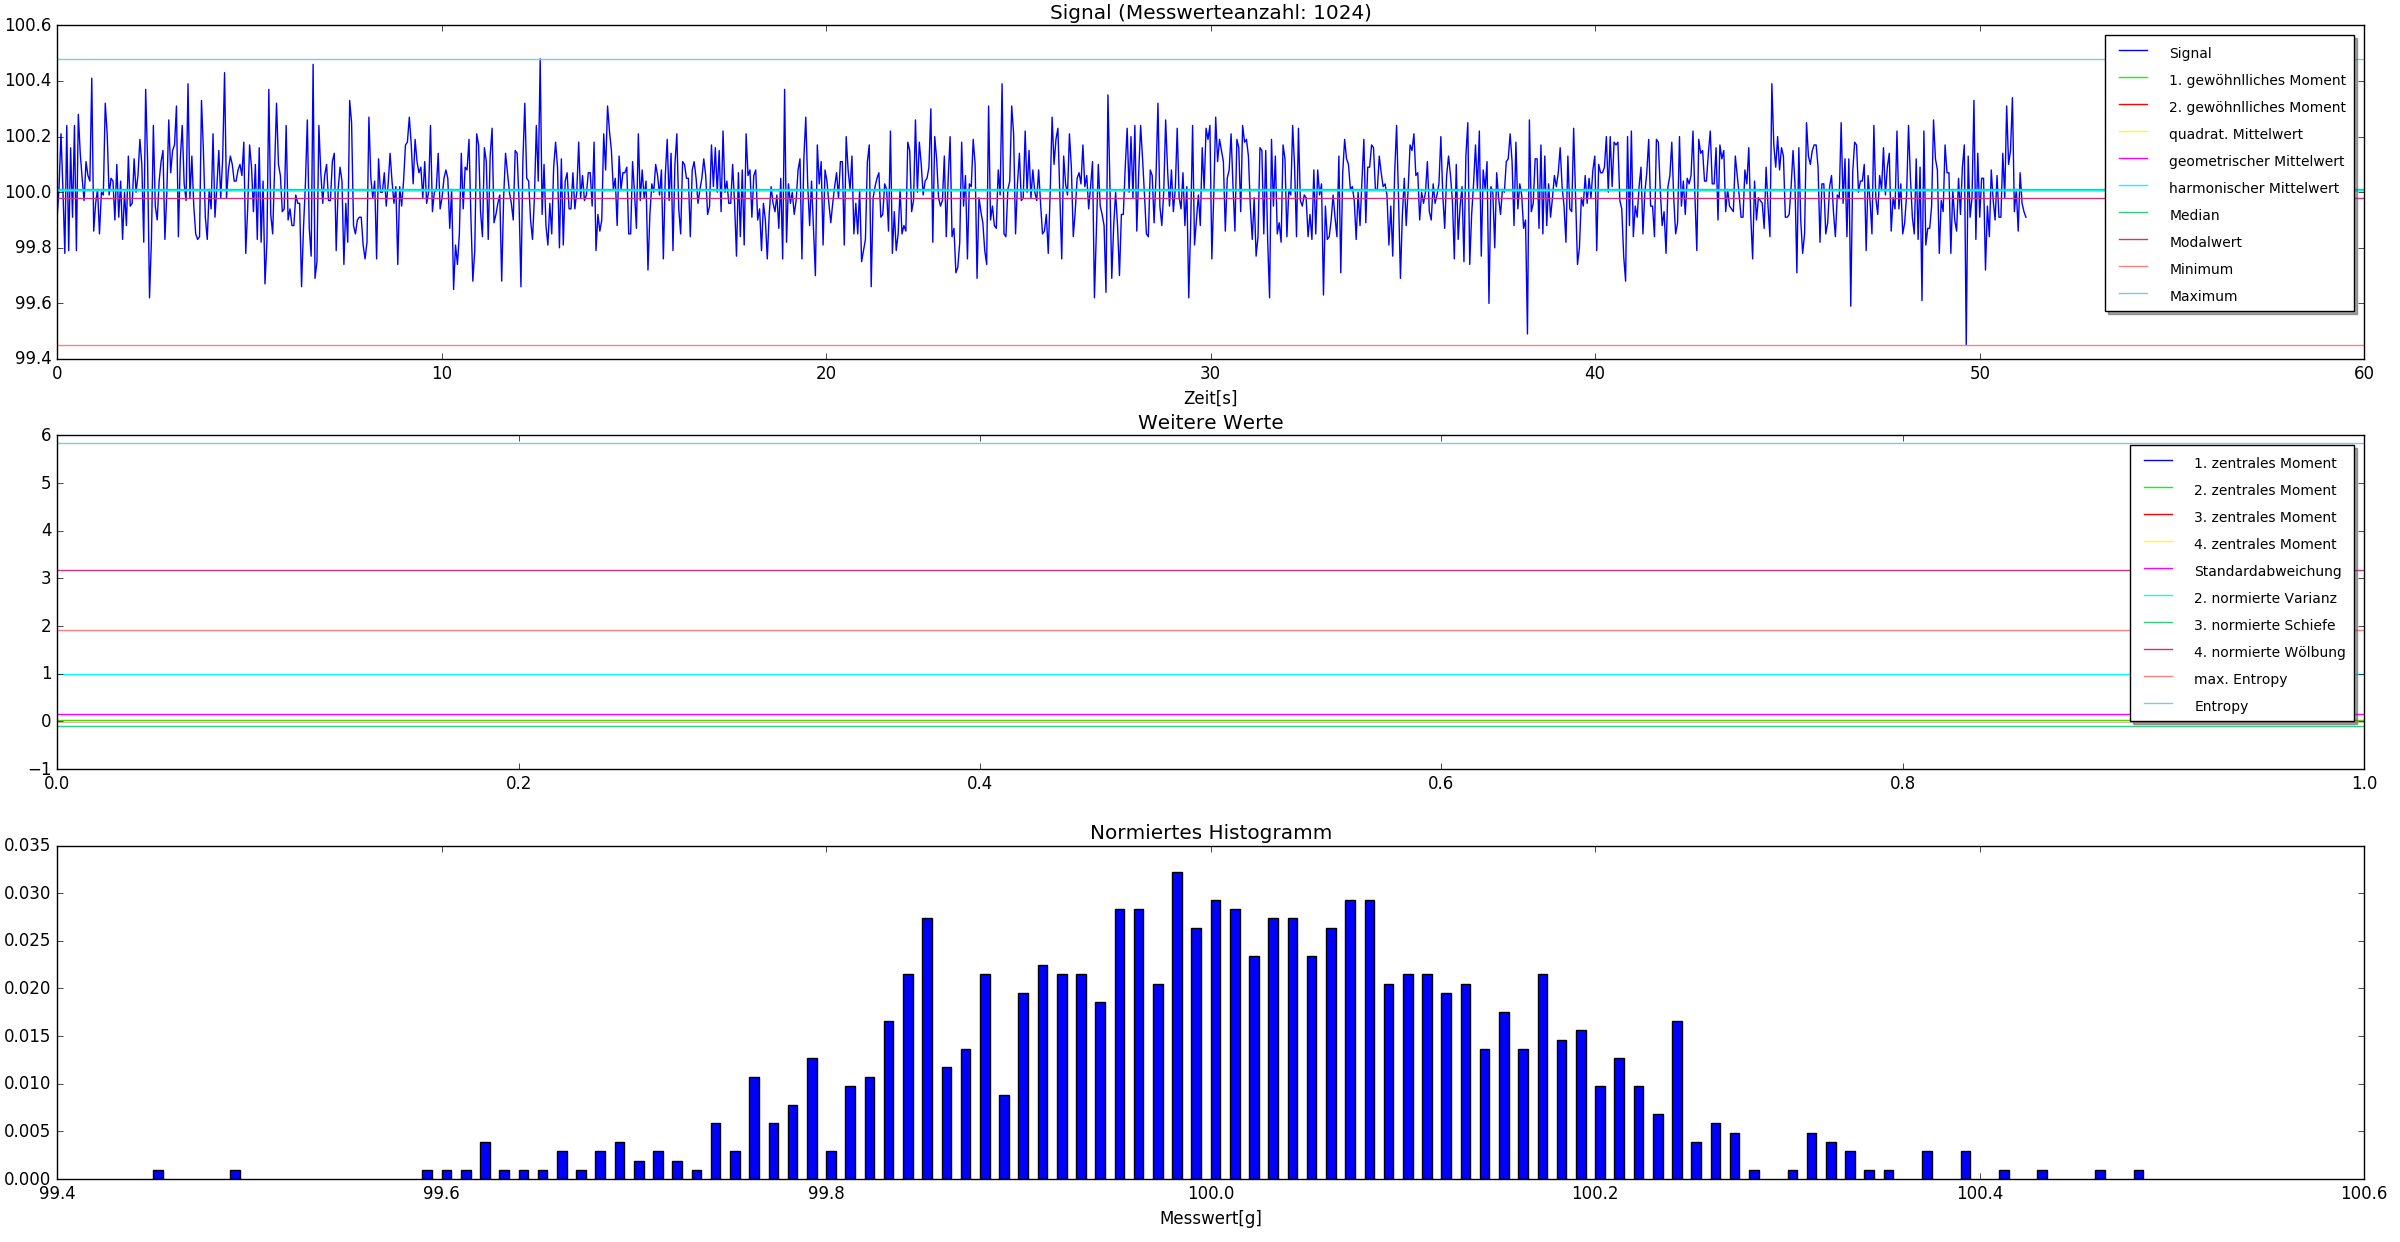 Signal (Messwerteanzahl: 1024)
100.6
100.4
100.2
100.0
99.8
99.6
99.4
0 10 20 30 40 50 60
Zeit[s]
Signal
1. gewöhnlliches Moment
2. gewöhnlliches Moment
quadrat. Mittelwert
geometrischer Mittelwert
harmonischer Mittelwert
Median
Modalwert
Minimum
Maximum
Weitere Werte
6
5
4
3
2
1
0
−1
0.0 0.2 0.4 0.6 0.8 1.0
1. zentrales Moment
2. zentrales Moment
3. zentrales Moment
4. zentrales Moment
Standardabweichung
2. normierte Varianz
3. normierte Schiefe
4. normierte Wölbung
max. Entropy
Entropy
Normiertes Histogramm
0.035
0.030
0.025
0.020
0.015
0.010
0.005
0.000
99.4 99.6 99.8 100.0 100.2 100.4 100.6
Messwert[g]